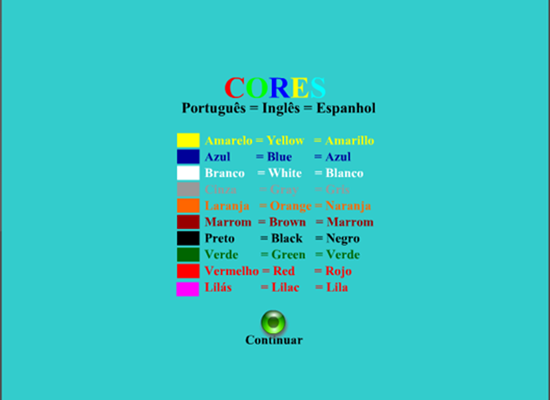 CORES
Português = Inglês = Espanhol
Amarelo = Yellow = Amarillo
Azul = Blue = Azul
Branco = White = Blanco
Cinza = Gray = Gris
Laranja = Orange = Naranja
Marrom = Brown = Marrom
Preto = Black = Negro
Verde = Green = Verde
Vermelho = Red = Rojo
Lilás = Lilac = Lila
Continuar